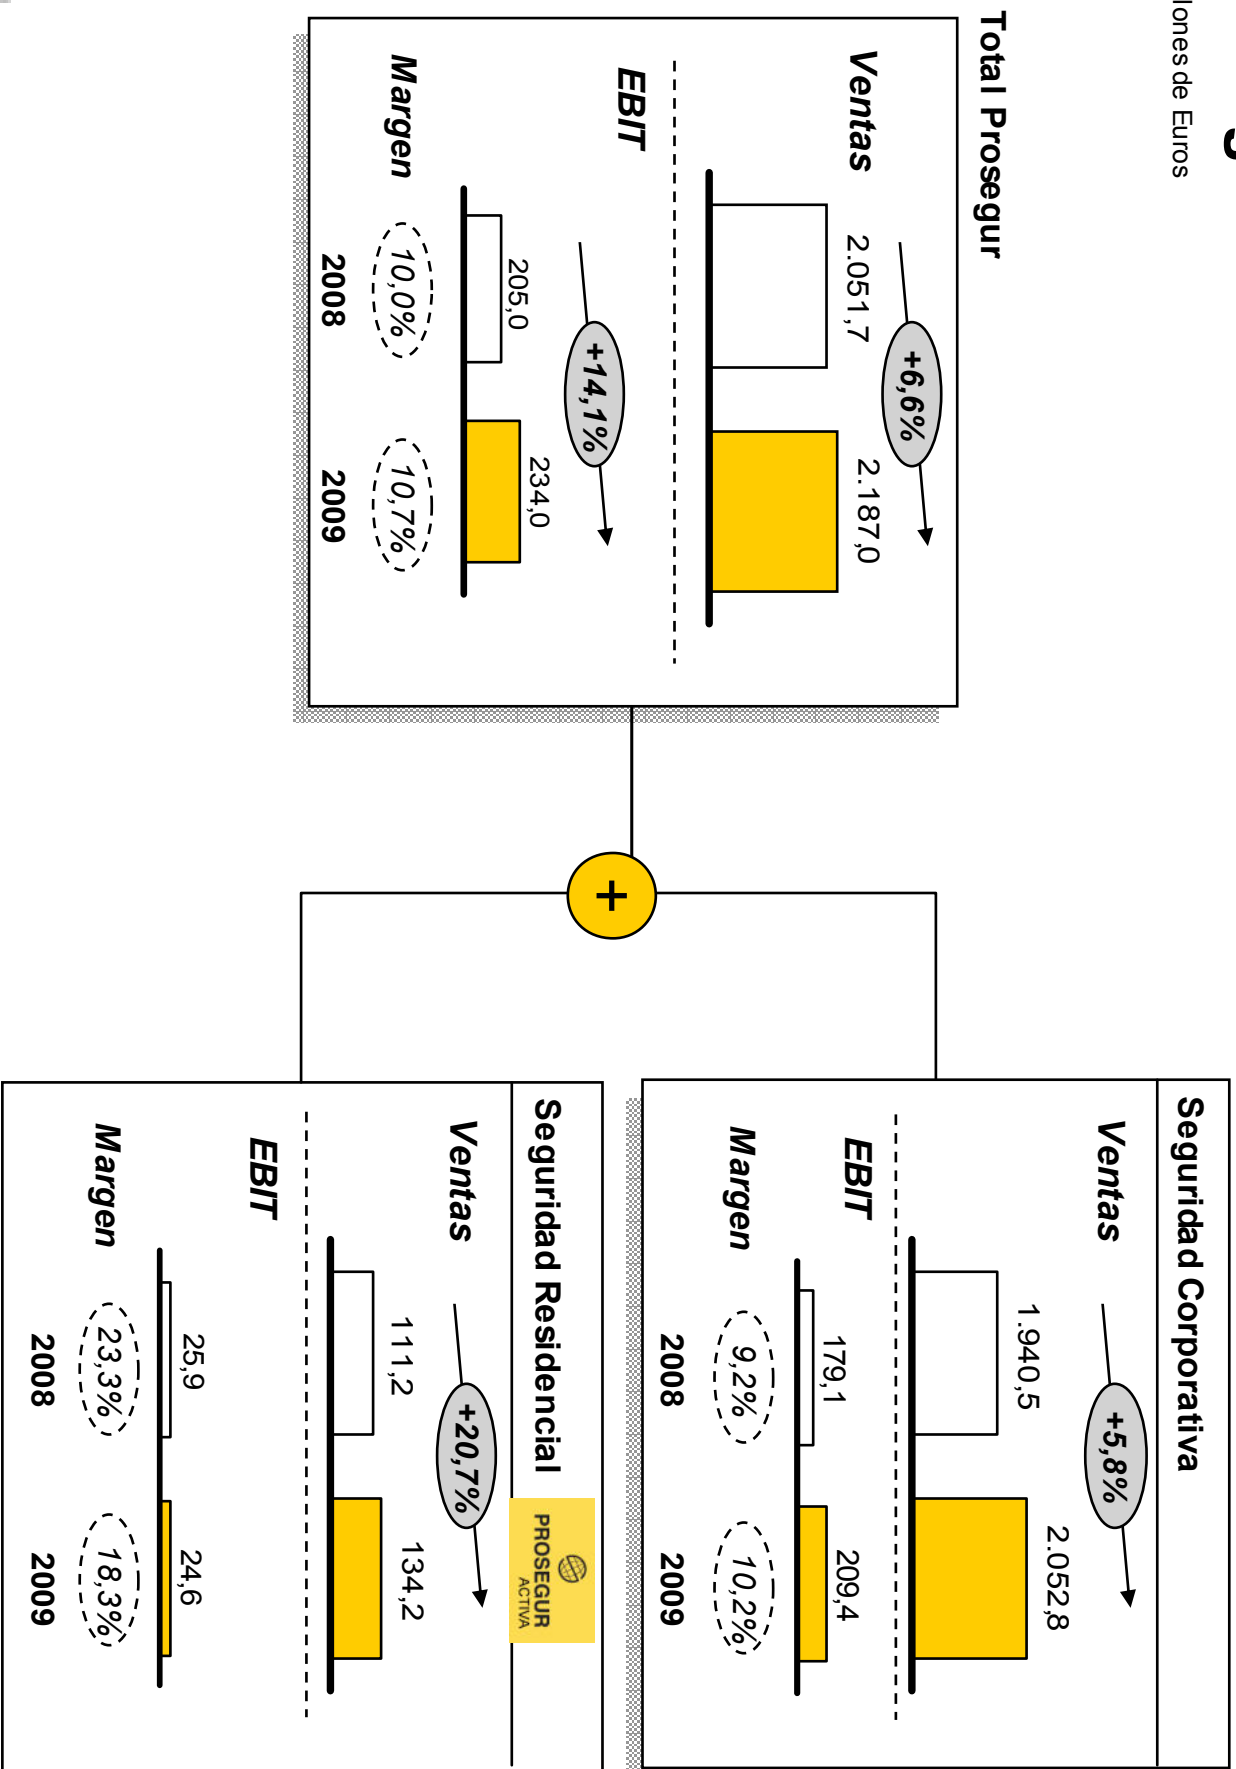 de Euros
Total Prosegur
Ventas
+6,6%
2.051,7
2.187,0
EBIT
+14,1%
205,0
234,0
Margen
10,0%
10,7%
2008
2009
+
Seguridad Corporativa
Ventas
+5,8%
1.940,5
2.052,8
EBIT
179,1
209,4
Margen
9,2%
10,2%
2008
2009
Seguridad Residencial
PROSEGUR
ACTIVA
Ventas
+20,7%
111,2
134,2
EBIT
25,9
24,6
Margen
23,3%
18,3%
2008
2009